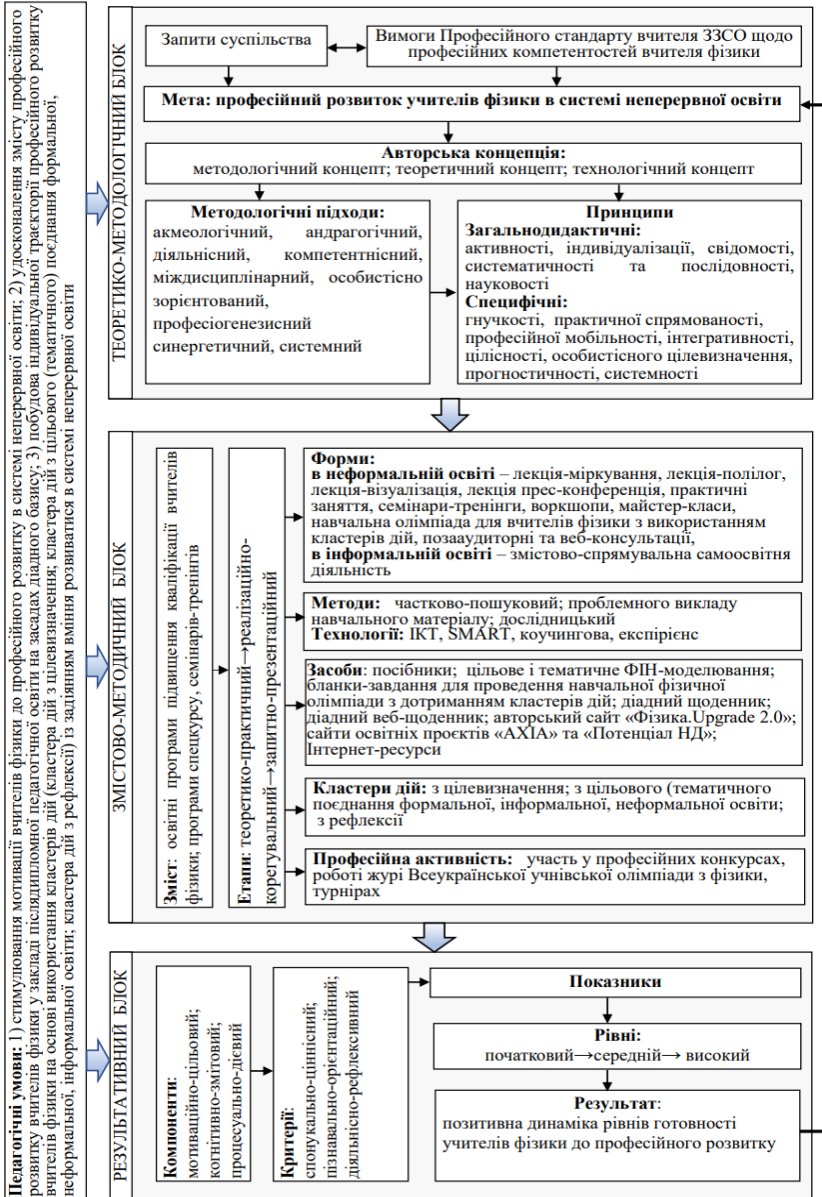 Педагогічні умови: 1) стимулювання мотивації вчителів фізики до професійного розвитку в системі неперервної освіти; 2) удосконалення змісту професійного
розвитку вчителів фізики у закладі післядипломної педагогічної освіти на засадах діадного базису; 3) побудова індивідуальної траєкторії професійного розвитку
вчителів фізики на основі використання кластерів дій (кластера дій з цілевизначення; кластера дій з цільового (тематичного) поєднання формальної,
неформальної, інформальної освіти; кластера дій з рефлексії) із задіянням вміння розвиватися в системі неперервної освіти
ТЕОРЕТИКО-МЕТОДОЛОГІЧНИЙ БЛОК
Запити суспільства
Вимоги Професійного стандарту вчителя ЗЗСО щодо
професійних компетентостей вчителя фізики
Мета: професійний розвиток учителів фізики в системі неперервної освіти
Авторська концепція:
методологічний концепт; теоретичний концепт; технологічний концепт
Методологічні підходи:
акмеологічний, андрагогічний,
діяльнісний, компетентнісний,
міждисциплінарний, особистісно
зорієнтований,
професіогенезисний
синергетичний, системний
Принципи
Загальнодидактичні:
активності, індивідуалізації, свідомості,
систематичності та послідовності,
науковості
Специфічні:
гнучкості, практичної спрямованості,
професійної мобільності, інтегративності,
цілісності, особистісного цілевизначення,
прогностичності, системності
ЗМІСТОВО-МЕТОДИЧНИЙ БЛОК
Зміст: освітні програми підвищення кваліфікації вчителів
фізики; програми спецкурсу, семінарів-тренінгів
Етапи: теоретико-практичний→реалізаційно-
корегувальний→запитно-презентаційний
Форми:
в неформальній освіті – лекція-міркування, лекція-полілог,
лекція-візуалізація, лекція прес-конференція, практичні
заняття, семінари-тренінги, воркшопи, майстер-класи,
навчальна олімпіада для вчителів фізики з використанням
кластерів дій, позааудиторні та веб-консультації,
в інформальній освіті – змістово-спрямувальна самоосвітня
діяльність
Методи: частково-пошуковий; проблемного викладу
навчального матеріалу; дослідницький
Технології: ІКТ, SMART, коучингова, експірієнс
Засоби: посібники; цільове і тематичне ФІН-моделювання;
бланки-завдання для проведення навчальної фізичної
олімпіади з дотриманням кластерів дій; діадний щоденник;
діадний веб-щоденник; авторський сайт «Фізика.Upgrade 2.0»;
сайти освітніх проєктів «АХІА» та «Потенціал НД»;
Інтернет-ресурси
Кластери дій: з цілевизначення; з цільового (тематичного
поєднання формальної, інформальної, неформальної освіти;
з рефлексії
Професійна активність: участь у професійних конкурсах,
роботі журі Всеукраїнської учнівської олімпіади з фізики,
турнірах
РЕЗУЛЬТАТИВНИЙ БЛОК
Компоненти:
мотиваційно-цільовий;
когнітивно-змітовий;
процесуально-дієвий
Критерії:
спонукально-ціннісний;
пізнавально-орієнтаційний;
діяльнісно-рефлексивний
Показники
Рівні:
початковий→середній→ високий
Результат:
позитивна динаміка рівнів готовності
учителів фізики до професійного розвитку